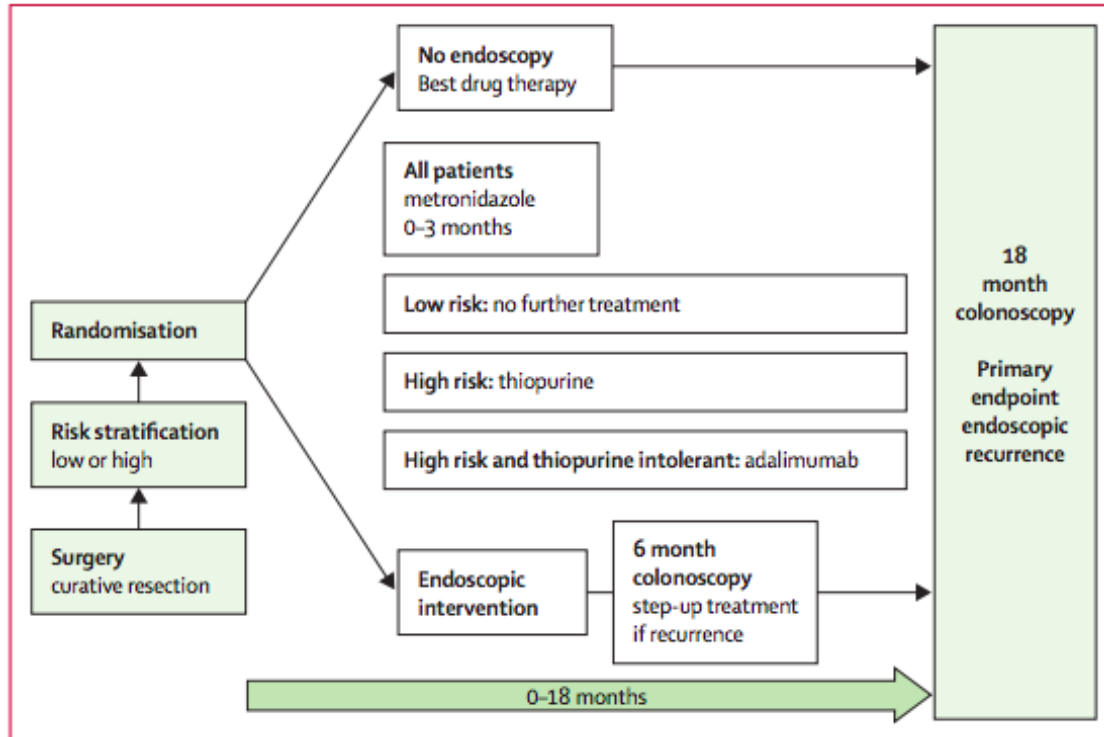 No endoscopy
Best drug therapy
All patients
metronidazole
0–3 months
Low risk: no further treatment
High risk: thiopurine
High risk and thiopurine intolerant: adalimumab
Randomisation
Risk stratification
low or high
Surgery
curative resection
Endoscopic
intervention
6 month
colonoscopy
step-up treatment
if recurrence
18
month
colonoscopy
Primary
endpoint
endoscopic
recurrence
0–18 months